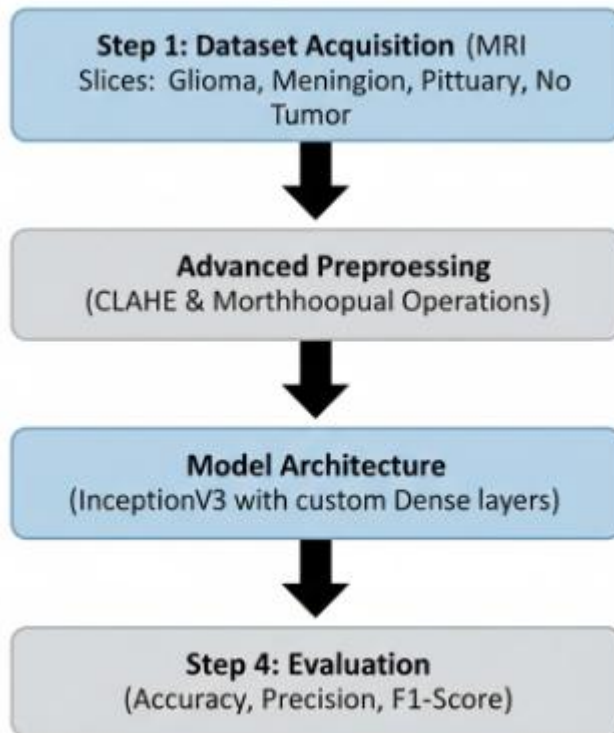 Step 1: Dataset Acquisition (MRI
Slices: Glioma, Meningion, Pittuary, No
Tumor
Advanced Preproessing
(CLAHE & Morthhoopual Operations)
Model Architecture
(InceptionV3 with custom Dense layers)
Step 4: Evaluation
(Accuracy, Precision, F1-Score)